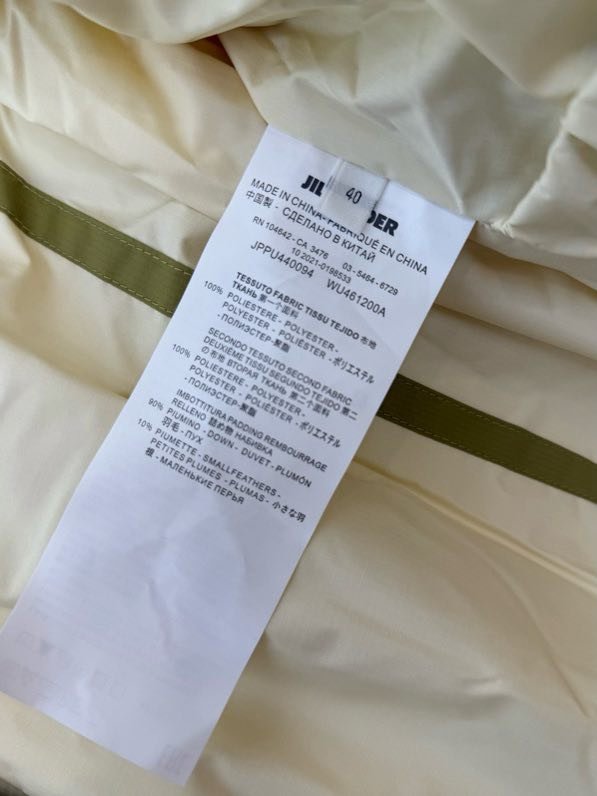 40
JIL DER
MADE IN CHINA-FABRIQUÉ EN CHINA
中国製 - СДЕЛАНО В КИТАЙ
RN 104642 - CA 3476 03-5464-6729
10 2021-0198533
JPPU440094 WU461200A
TESSUTO FABRIC TISSU TEJIDO 布地
ТКАНЬ 第一个面料
100% POLIESTERE - POLYESTER -
POLYESTER - POLIÉSTER - ポリエステル
- ПОЛИЭСТЕР-聚酯
SECONDO TESSUTO SECOND FABRIC
DEUXIÈME TISSU SEGUNDO TEJIDO 第二
の布地 ВТОРАЯ ТКАНЬ 第二个面料
100% POLIESTERE - POLYESTER -
POLYESTER - POLIÉSTER - ポリエステル
- ПОЛИЭСТЕР-聚酯
IMBOTTITURA PADDING REMBOURRAGE
RELLENO 詰め物 НАБИВКА
90% PIUMINO - DOWN - DUVET - PLUMÓN
羽毛 - ПУХ
10% PIUMETTE - SMALLFEATHERS -
PETITES PLUMES - PLUMAS - 小さな羽
根 - МАЛЕНЬКИЕ ПЕРЬЯ